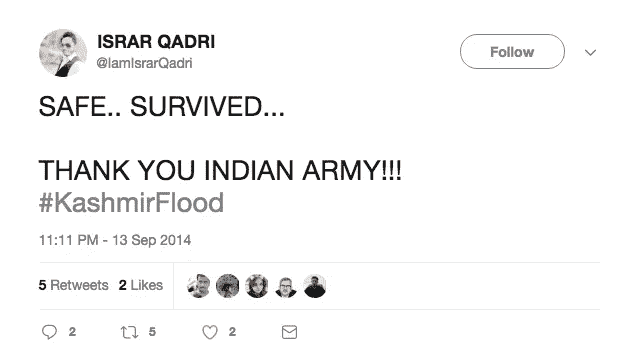 ISRAR QADRI
@IamIsrarQadri
Follow
SAFE.. SURVIVED...
THANK YOU INDIAN ARMY!!!
#KashmirFlood
11:11 PM - 13 Sep 2014
5 Retweets 2 Likes
2 5 2